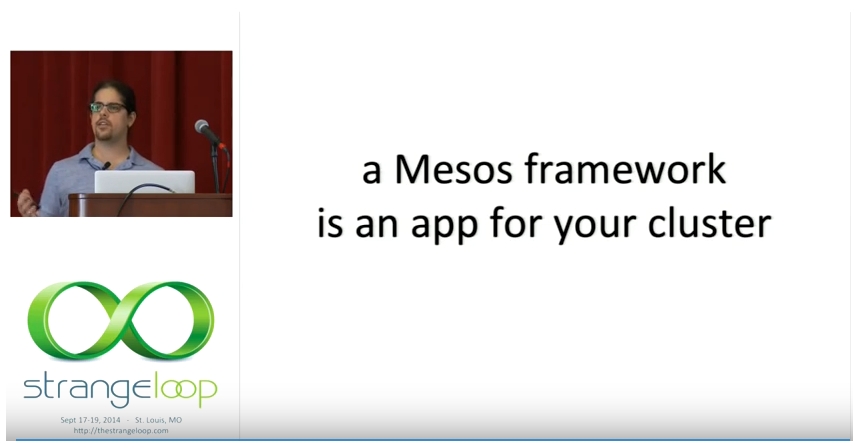 a Mesos framework
is an app for your cluster
strangeloop
Sept 17-19, 2014 - St. Louis, MO
http://thestrangeloop.com